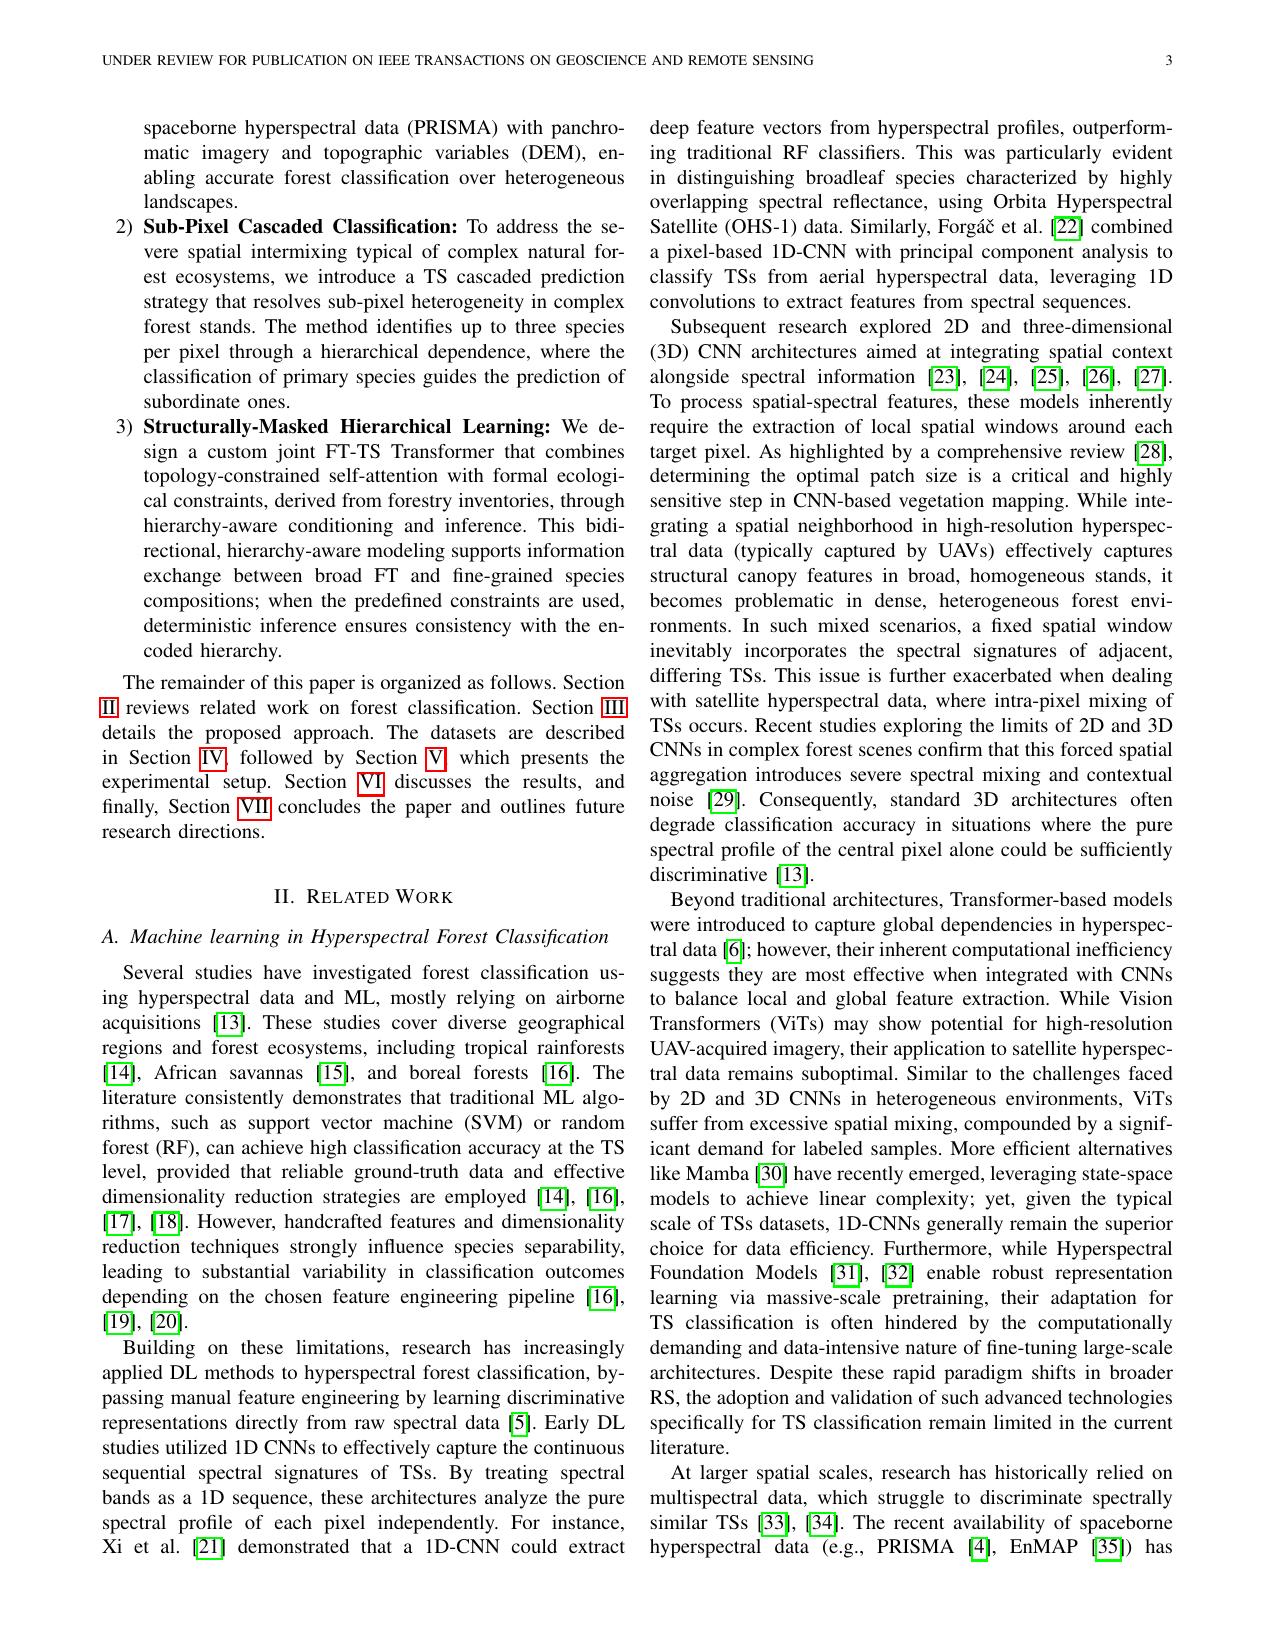 UNDER REVIEW FOR PUBLICATION ON IEEE TRANSACTIONS ON GEOSCIENCE AND REMOTE SENSING 3
spaceborne hyperspectral data (PRISMA) with panchro-
matic imagery and topographic variables (DEM), en-
abling accurate forest classification over heterogeneous
landscapes.
2) Sub-Pixel Cascaded Classification: To address the se-
vere spatial intermixing typical of complex natural for-
est ecosystems, we introduce a TS cascaded prediction
strategy that resolves sub-pixel heterogeneity in complex
forest stands. The method identifies up to three species
per pixel through a hierarchical dependence, where the
classification of primary species guides the prediction of
subordinate ones.
3) Structurally-Masked Hierarchical Learning: We de-
sign a custom joint FT-TS Transformer that combines
topology-constrained self-attention with formal ecologi-
cal constraints, derived from forestry inventories, through
hierarchy-aware conditioning and inference. This bidi-
rectional, hierarchy-aware modeling supports information
exchange between broad FT and fine-grained species
compositions; when the predefined constraints are used,
deterministic inference ensures consistency with the en-
coded hierarchy.
The remainder of this paper is organized as follows. Section
II reviews related work on forest classification. Section III
details the proposed approach. The datasets are described
in Section IV, followed by Section V, which presents the
experimental setup. Section VI discusses the results, and
finally, Section VII concludes the paper and outlines future
research directions.
II. RELATED WORK
A. Machine learning in Hyperspectral Forest Classification
Several studies have investigated forest classification us-
ing hyperspectral data and ML, mostly relying on airborne
acquisitions [13]. These studies cover diverse geographical
regions and forest ecosystems, including tropical rainforests
[14], African savannas [15], and boreal forests [16]. The
literature consistently demonstrates that traditional ML algo-
rithms, such as support vector machine (SVM) or random
forest (RF), can achieve high classification accuracy at the TS
level, provided that reliable ground-truth data and effective
dimensionality reduction strategies are employed [14], [16],
[17], [18]. However, handcrafted features and dimensionality
reduction techniques strongly influence species separability,
leading to substantial variability in classification outcomes
depending on the chosen feature engineering pipeline [16],
[19], [20].
Building on these limitations, research has increasingly
applied DL methods to hyperspectral forest classification, by-
passing manual feature engineering by learning discriminative
representations directly from raw spectral data [5]. Early DL
studies utilized 1D CNNs to effectively capture the continuous
sequential spectral signatures of TSs. By treating spectral
bands as a 1D sequence, these architectures analyze the pure
spectral profile of each pixel independently. For instance,
Xi et al. [21] demonstrated that a 1D-CNN could extract
deep feature vectors from hyperspectral profiles, outperform-
ing traditional RF classifiers. This was particularly evident
in distinguishing broadleaf species characterized by highly
overlapping spectral reflectance, using Orbita Hyperspectral
Satellite (OHS-1) data. Similarly, Forgáč et al. [22] combined
a pixel-based 1D-CNN with principal component analysis to
classify TSs from aerial hyperspectral data, leveraging 1D
convolutions to extract features from spectral sequences.
Subsequent research explored 2D and three-dimensional
(3D) CNN architectures aimed at integrating spatial context
alongside spectral information [23], [24], [25], [26], [27].
To process spatial-spectral features, these models inherently
require the extraction of local spatial windows around each
target pixel. As highlighted by a comprehensive review [28],
determining the optimal patch size is a critical and highly
sensitive step in CNN-based vegetation mapping. While inte-
grating a spatial neighborhood in high-resolution hyperspec-
tral data (typically captured by UAVs) effectively captures
structural canopy features in broad, homogeneous stands, it
becomes problematic in dense, heterogeneous forest envi-
ronments. In such mixed scenarios, a fixed spatial window
inevitably incorporates the spectral signatures of adjacent,
differing TSs. This issue is further exacerbated when dealing
with satellite hyperspectral data, where intra-pixel mixing of
TSs occurs. Recent studies exploring the limits of 2D and 3D
CNNs in complex forest scenes confirm that this forced spatial
aggregation introduces severe spectral mixing and contextual
noise [29]. Consequently, standard 3D architectures often
degrade classification accuracy in situations where the pure
spectral profile of the central pixel alone could be sufficiently
discriminative [13].
Beyond traditional architectures, Transformer-based models
were introduced to capture global dependencies in hyperspec-
tral data [6]; however, their inherent computational inefficiency
suggests they are most effective when integrated with CNNs
to balance local and global feature extraction. While Vision
Transformers (ViTs) may show potential for high-resolution
UAV-acquired imagery, their application to satellite hyperspec-
tral data remains suboptimal. Similar to the challenges faced
by 2D and 3D CNNs in heterogeneous environments, ViTs
suffer from excessive spatial mixing, compounded by a signif-
icant demand for labeled samples. More efficient alternatives
like Mamba [30] have recently emerged, leveraging state-space
models to achieve linear complexity; yet, given the typical
scale of TSs datasets, 1D-CNNs generally remain the superior
choice for data efficiency. Furthermore, while Hyperspectral
Foundation Models [31], [32] enable robust representation
learning via massive-scale pretraining, their adaptation for
TS classification is often hindered by the computationally
demanding and data-intensive nature of fine-tuning large-scale
architectures. Despite these rapid paradigm shifts in broader
RS, the adoption and validation of such advanced technologies
specifically for TS classification remain limited in the current
literature.
At larger spatial scales, research has historically relied on
multispectral data, which struggle to discriminate spectrally
similar TSs [33], [34]. The recent availability of spaceborne
hyperspectral data (e.g., PRISMA [4], EnMAP [35]) has